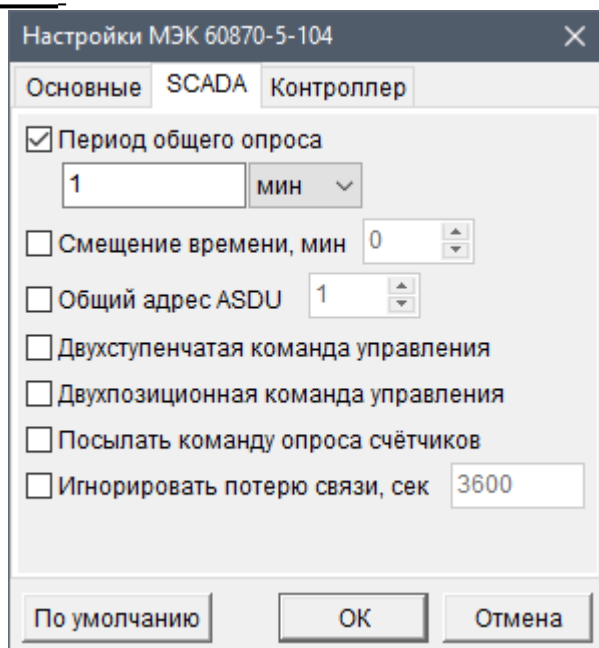 Настройки МЭК 60870-5-104
Основные SCADA Контроллер
Период общего опроса
1 мин
Смещение времени, мин 0
Общий адрес ASDU 1
Двухступенчатая команда управления
Двухпозиционная команда управления
Посылать команду опроса счётчиков
Игнорировать потерю связи, сек 3600
По умолчанию ОК Отмена